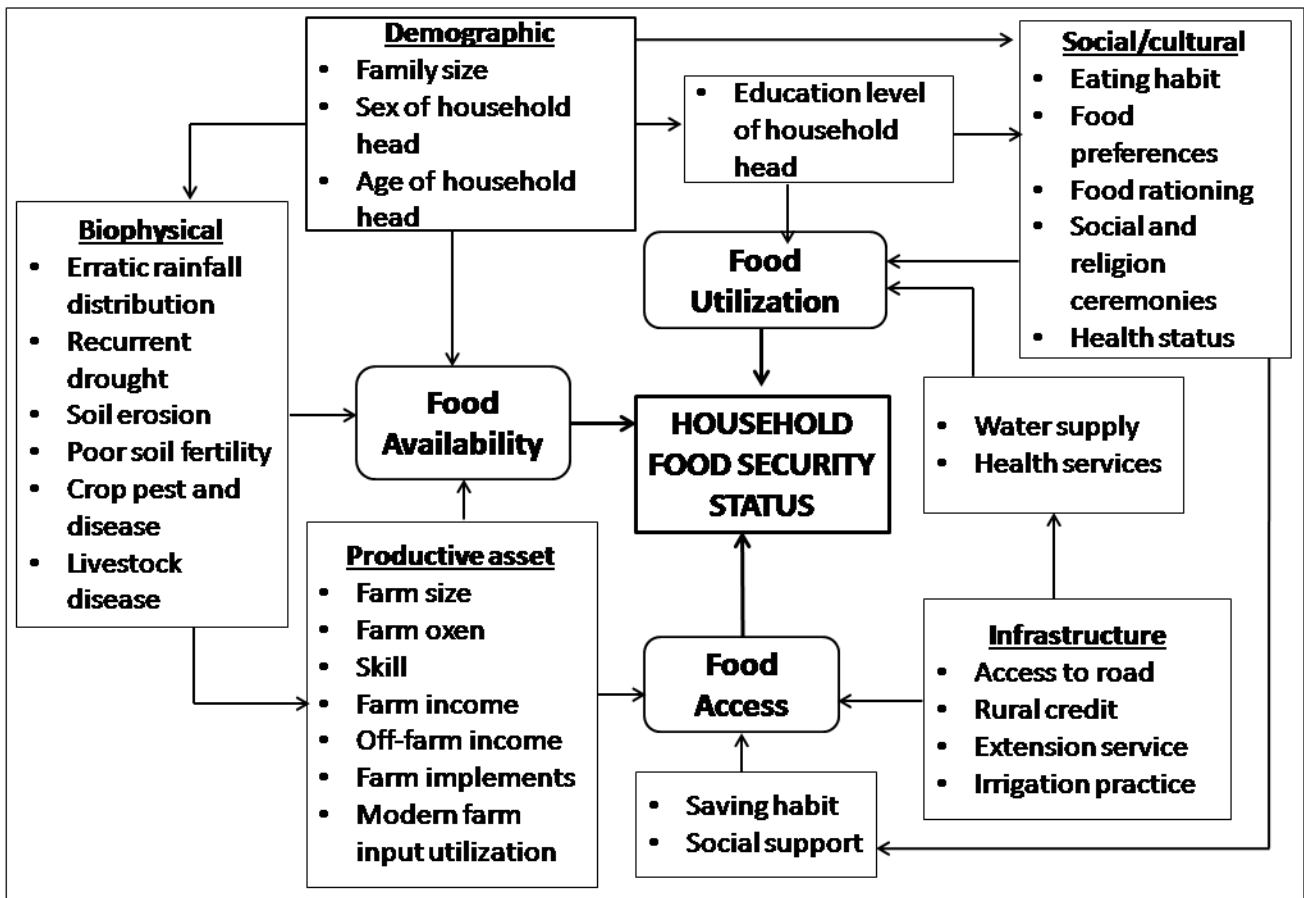 Demographic
• Family size
• Sex of household
head
• Age of household
head
Social/cultural
• Eating habit
• Food
preferences
• Food rationing
• Social and
religion
ceremonies
• Health status
• Education level
of household
head
Biophysical
• Erratic rainfall
distribution
• Recurrent
drought
• Soil erosion
• Poor soil fertility
• Crop pest and
disease
• Livestock
disease
Food
Utilization
Food
Availability
HOUSEHOLD
FOOD SECURITY
STATUS
• Water supply
• Health services
Productive asset
• Farm size
• Farm oxen
• Skill
• Farm income
• Off-farm income
• Farm implements
• Modern farm
input utilization
Food
Access
Infrastructure
• Access to road
• Rural credit
• Extension service
• Irrigation practice
• Saving habit
• Social support